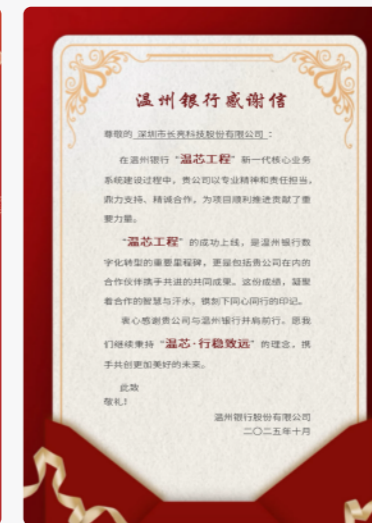 温州银行感谢信
尊敬的 深圳市长亮科技股份有限公司 ：
在温州银行“温芯工程”新一代核心业务
系统建设过程中，贵公司以专业精神和责任担当，
鼎力支持、精诚合作，为项目顺利推进贡献了重
要力量。
“温芯工程”的成功上线，是温州银行数
字化转型的重要里程碑，更是包括贵公司在内的
合作伙伴携手共进的共同成果。这份成绩，凝聚
着合作的智慧与汗水，镌刻下同心同行的印记。
衷心感谢贵公司与温州银行并肩前行。愿我
们继续秉持“温芯·行稳致远”的理念，携
手共创更加美好的未来。
此致
敬礼！
温州银行股份有限公司
二〇二五年十月